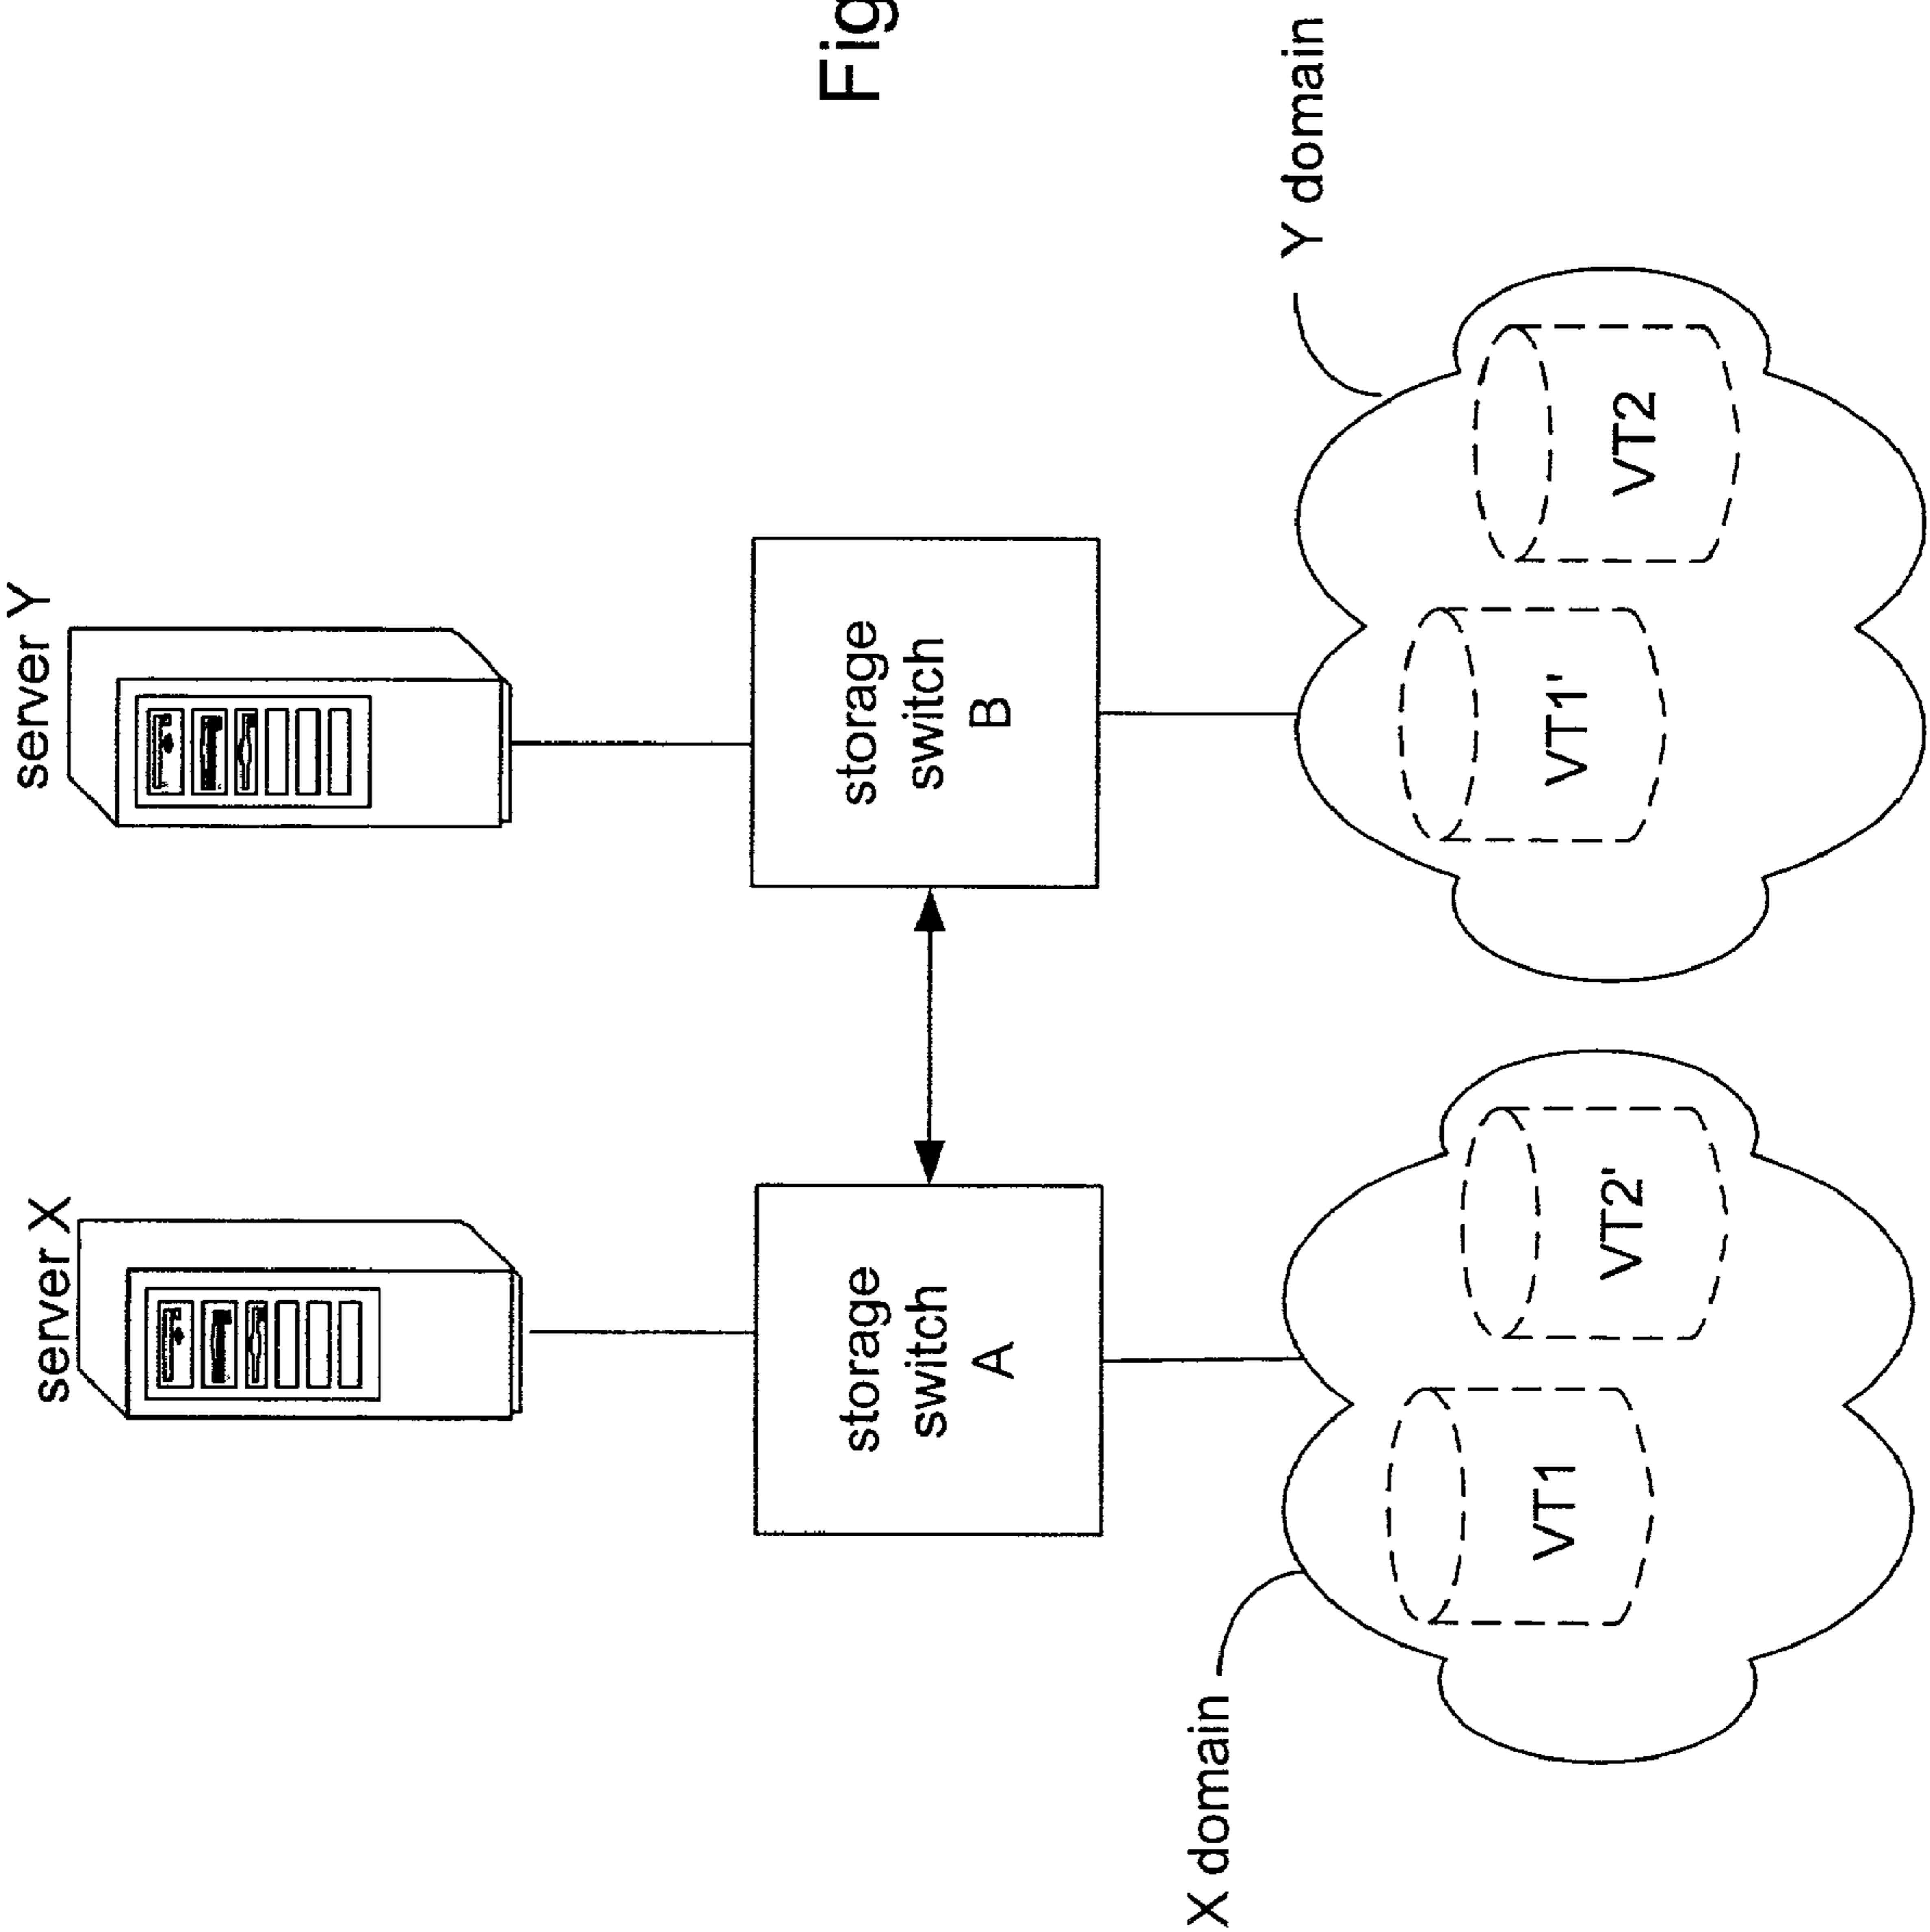 server X
server Y
storage
switch
A
storage
switch
B
Fig
X domain
Y domain
VT1
VT2'
VT1'
VT2